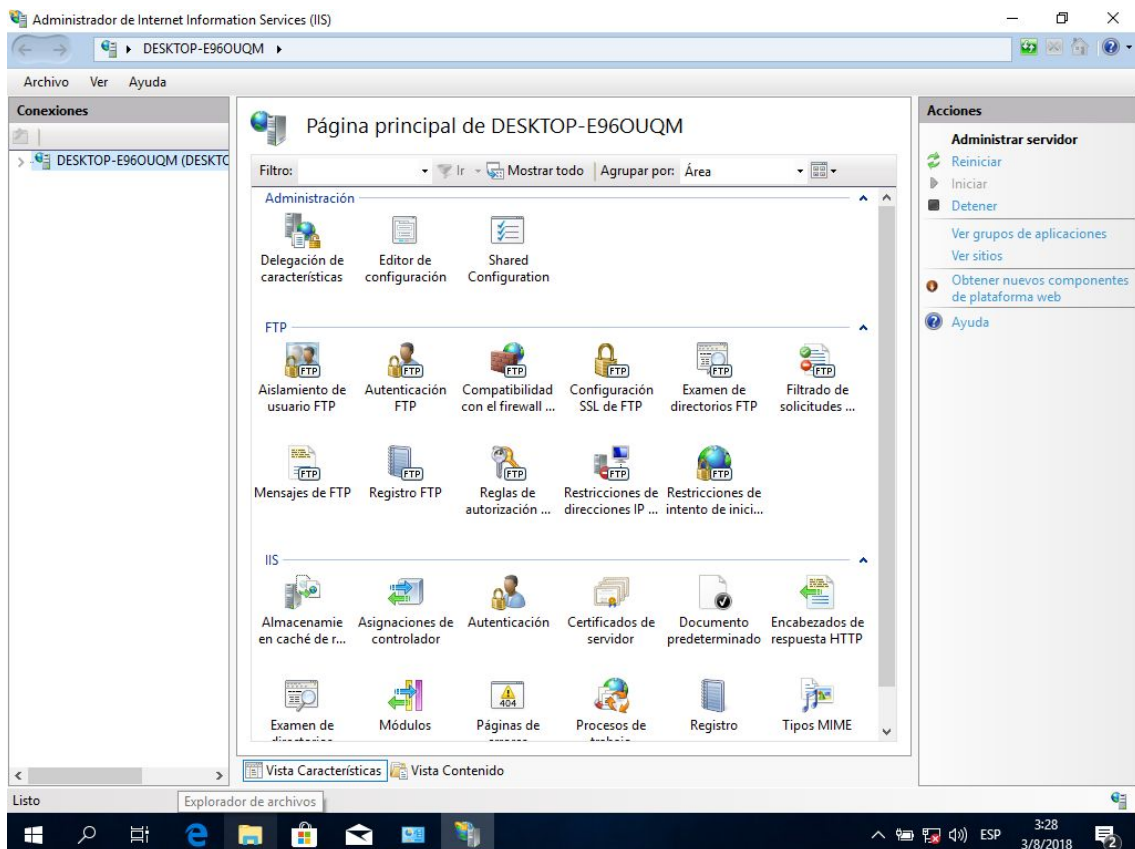 Administrador de Internet Information Services (IIS)
DESKTOP-E96OUQM
Archivo Ver Ayuda
Conexiones
DESKTOP-E96OUQM (DESKTC
Página principal de DESKTOP-E96OUQM
Filtro: Ir Mostrar todo Agrupar por: Área
Administración
Delegación de características
Editor de configuración
Shared Configuration
FTP
Aislamiento de usuario FTP
Autenticación FTP
Compatibilidad con el firewall ...
Configuración SSL de FTP
Examen de directorios FTP
Filtrado de solicitudes ...
Mensajes de FTP
Registro FTP
Reglas de autorización ...
Restricciones de direcciones IP ...
Restricciones de intento de inici...
IIS
Almacenamie en caché de r...
Asignaciones de controlador
Autenticación
Certificados de servidor
Documento predeterminado
Encabezados de respuesta HTTP
Examen de
Módulos
Páginas de
Procesos de
Registro
Tipos MIME
Vista Características Vista Contenido
Acciones
Administrar servidor
Reiniciar
Iniciar
Detener
Ver grupos de aplicaciones
Ver sitios
Obtener nuevos componentes
de plataforma web
Ayuda
Listo
Explorador de archivos
ESP
3:28
3/8/2018
2